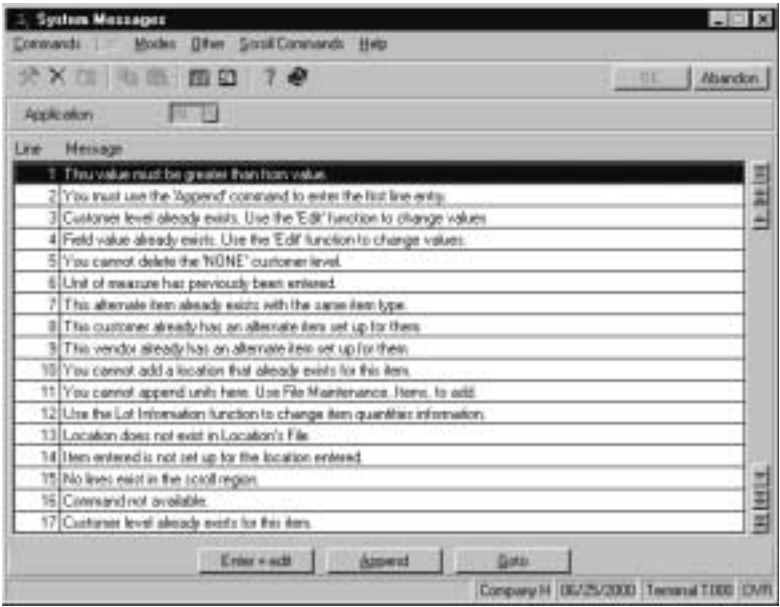 System Messages
Commands Modes Other Scroll Commands Help
? OK Abandon
Application
Line Message
1 Thru value must be greater than from value.
2 You must use the 'Append' command to enter the first line entry.
3 Customer level already exists. Use the 'Edit' function to change values
4 Field value already exists. Use the 'Edit' function to change values.
5 You cannot delete the 'NONE' customer level.
6 Unit of measure has previously been entered.
7 This alternate item already exists with the same item type.
8 This customer already has an alternate item set up for them.
9 This vendor already has an alternate item set up for them.
10 You cannot add a location that already exists for this item.
11 You cannot append units here. Use File Maintenance, Items, to add.
12 Use the Lot Information function to change item quantities information.
13 Location does not exist in Location's File.
14 Item entered is not set up for the location entered.
15 No lines exist in the scroll region.
16 Command not available.
17 Customer level already exists for this item.
Enter = edit Append Goto
Company H 06/25/2000 Terminal T000 OVR